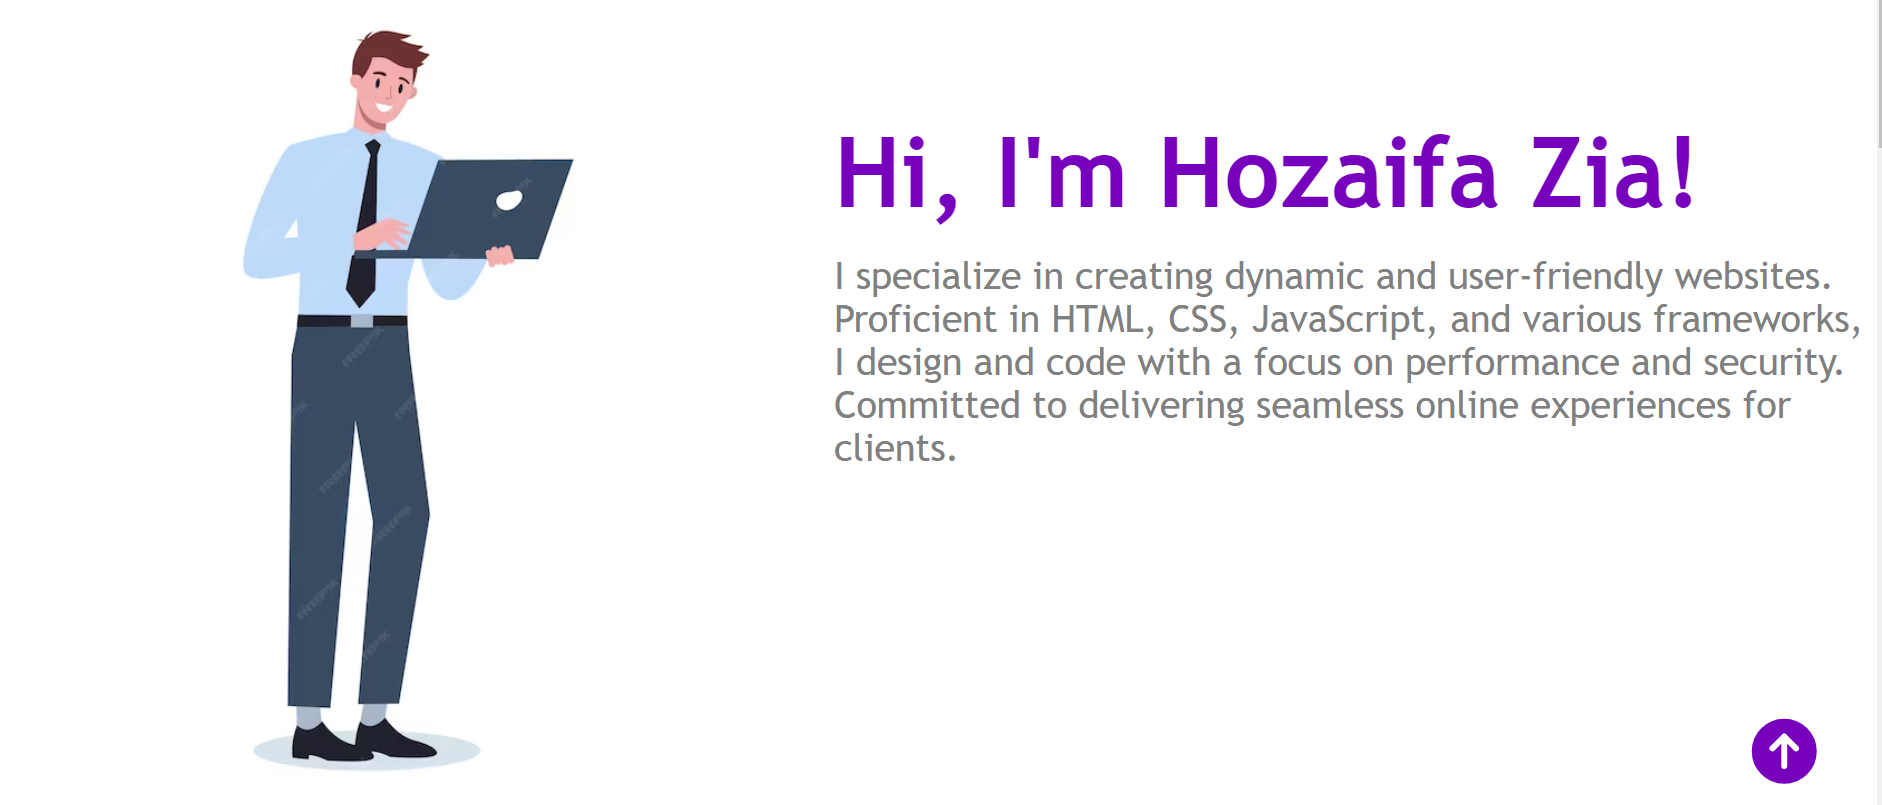 Hi, I'm Hozaifa Zia!
I specialize in creating dynamic and user-friendly websites.
Proficient in HTML, CSS, JavaScript, and various frameworks,
I design and code with a focus on performance and security.
Committed to delivering seamless online experiences for
clients.